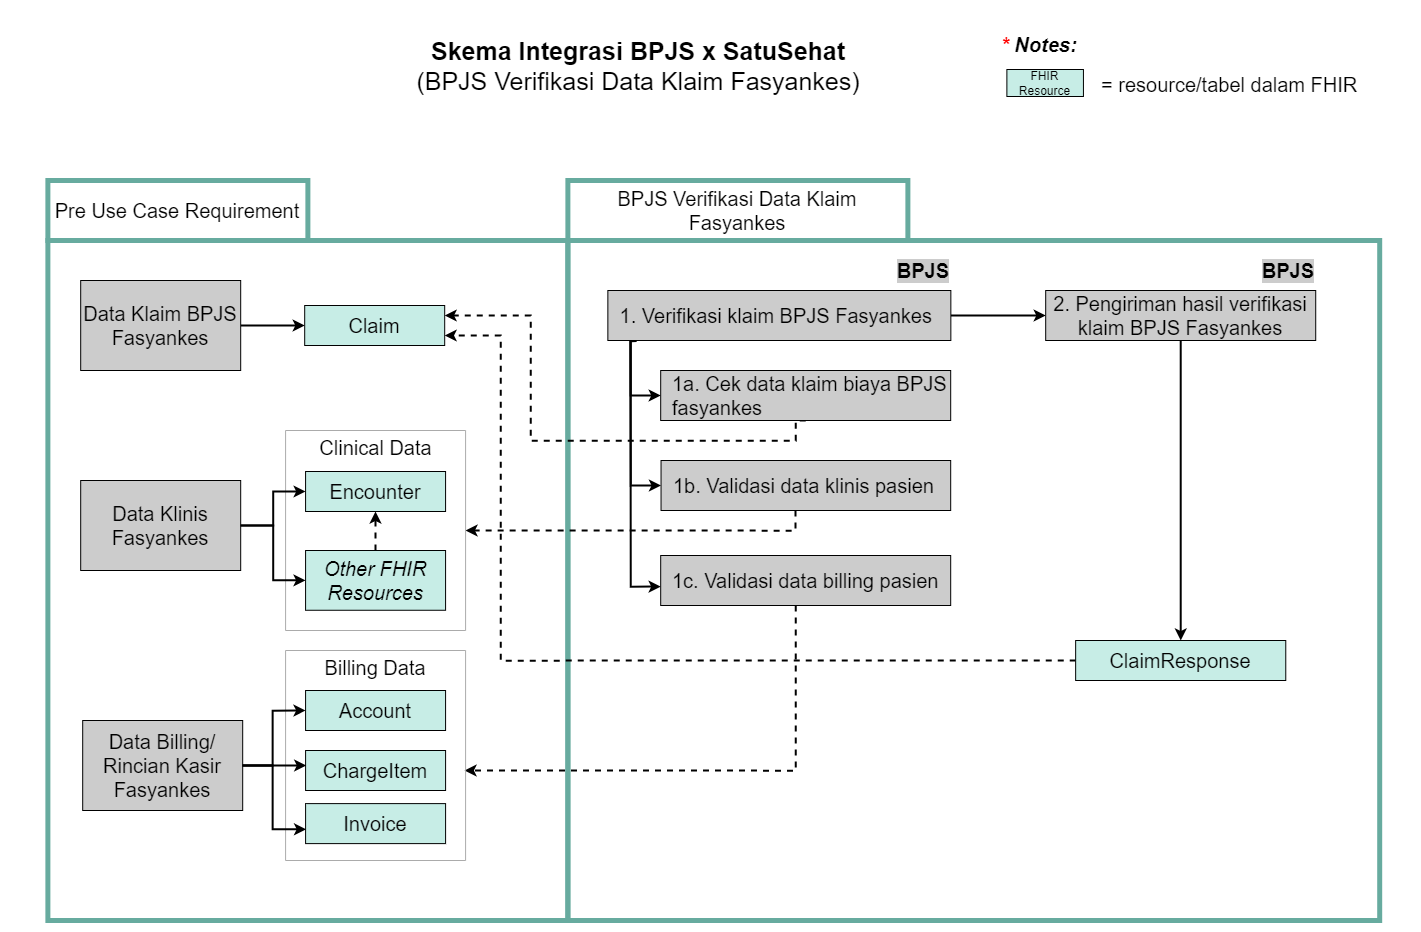 Skema Integrasi BPJS x SatuSehat
(BPJS Verifikasi Data Klaim Fasyankes)
* Notes:
FHIR
Resource
= resource/tabel dalam FHIR
Pre Use Case Requirement
BPJS Verifikasi Data Klaim
Fasyankes
Data Klaim BPJS
Fasyankes
Claim
Clinical Data
Encounter
Data Klinis
Fasyankes
Other FHIR
Resources
Billing Data
Account
Data Billing/
Rincian Kasir
Fasyankes
ChargeItem
Invoice
BPJS
1. Verifikasi klaim BPJS Fasyankes
1a. Cek data klaim biaya BPJS
fasyankes
1b. Validasi data klinis pasien
1c. Validasi data billing pasien
BPJS
2. Pengiriman hasil verifikasi
klaim BPJS Fasyankes
ClaimResponse